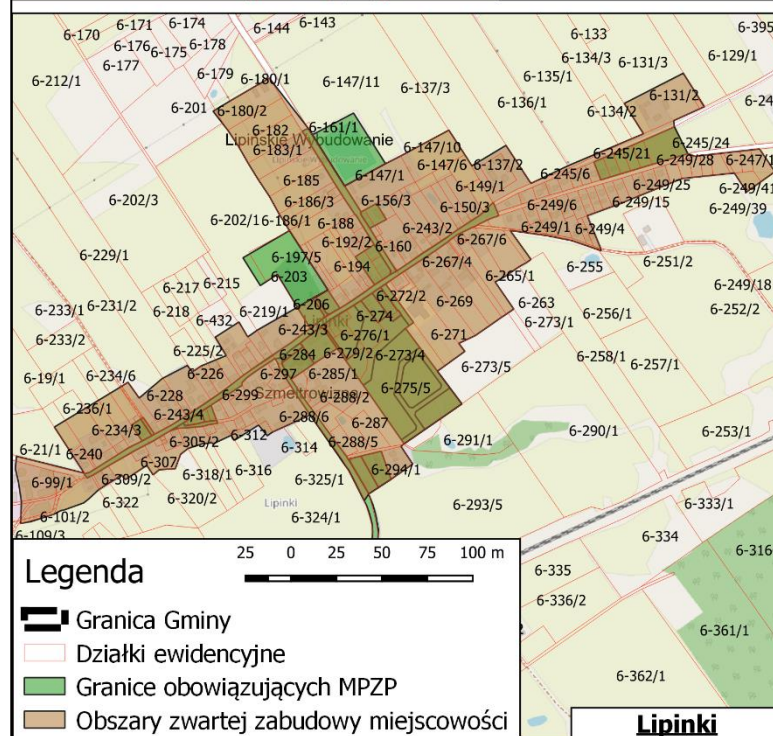 6-170 6-171 6-174 6-144 6-143 6-133 6-395
6-176 6-175 6-178 6-134/3 6-131/3 6-129/1
6-177 6-179 6-180/1 6-147/11 6-137/3 6-135/1
6-212/1 6-201 6-180/2 6-136/1 6-134/2 6-131/2
6-182 6-161/1
Lipińskie Wybudowanie
6-183/1 6-147/10 6-245/21 6-245/24
6-185 6-147/1 6-147/6 6-137/2 6-245/6 6-249/28 6-247/1
6-202/3 6-186/3 6-156/3 6-149/1 6-249/25 6-249/41
6-202/1 6-186/1 6-188 6-150/3 6-249/6 6-249/15 6-249/39
6-192/2 6-160 6-243/2 6-267/6 6-249/1 6-249/4
6-229/1 6-197/5 6-194 6-267/4 6-255 6-251/2
6-217 6-215 6-203 6-265/1 6-249/18
6-233/1 6-231/2 6-218 6-432 6-219/1 6-206 6-272/2 6-269 6-263 6-256/1 6-252/2
Lipinki
6-233/2 6-225/2 6-243/3 6-274 6-276/1 6-271 6-273/1
6-19/1 6-234/6 6-226 6-284 6-279/2 6-273/4 6-273/5 6-258/1 6-257/1
6-228 6-297 6-285/1 6-275/5
6-236/1 6-299 6-288/2
6-234/3 6-243/4 6-288/6 6-287
6-21/1 6-240 6-305/2 6-312 6-314 6-288/5 6-291/1 6-290/1 6-253/1
6-99/1 6-309/2 6-307 6-318/1 6-316 6-325/1 6-294/1
6-101/2 6-322 6-320/2 Lipinki 6-324/1 6-293/5 6-333/1
6-109/3 6-334 6-316
Legenda
25 0 25 50 75 100 m
Granica Gminy
Działki ewidencyjne
Granice obowiązujących MPZP
Obszary zwartej zabudowy miejscowości
6-335
6-336/2 6-361/1
6-362/1
Lipinki